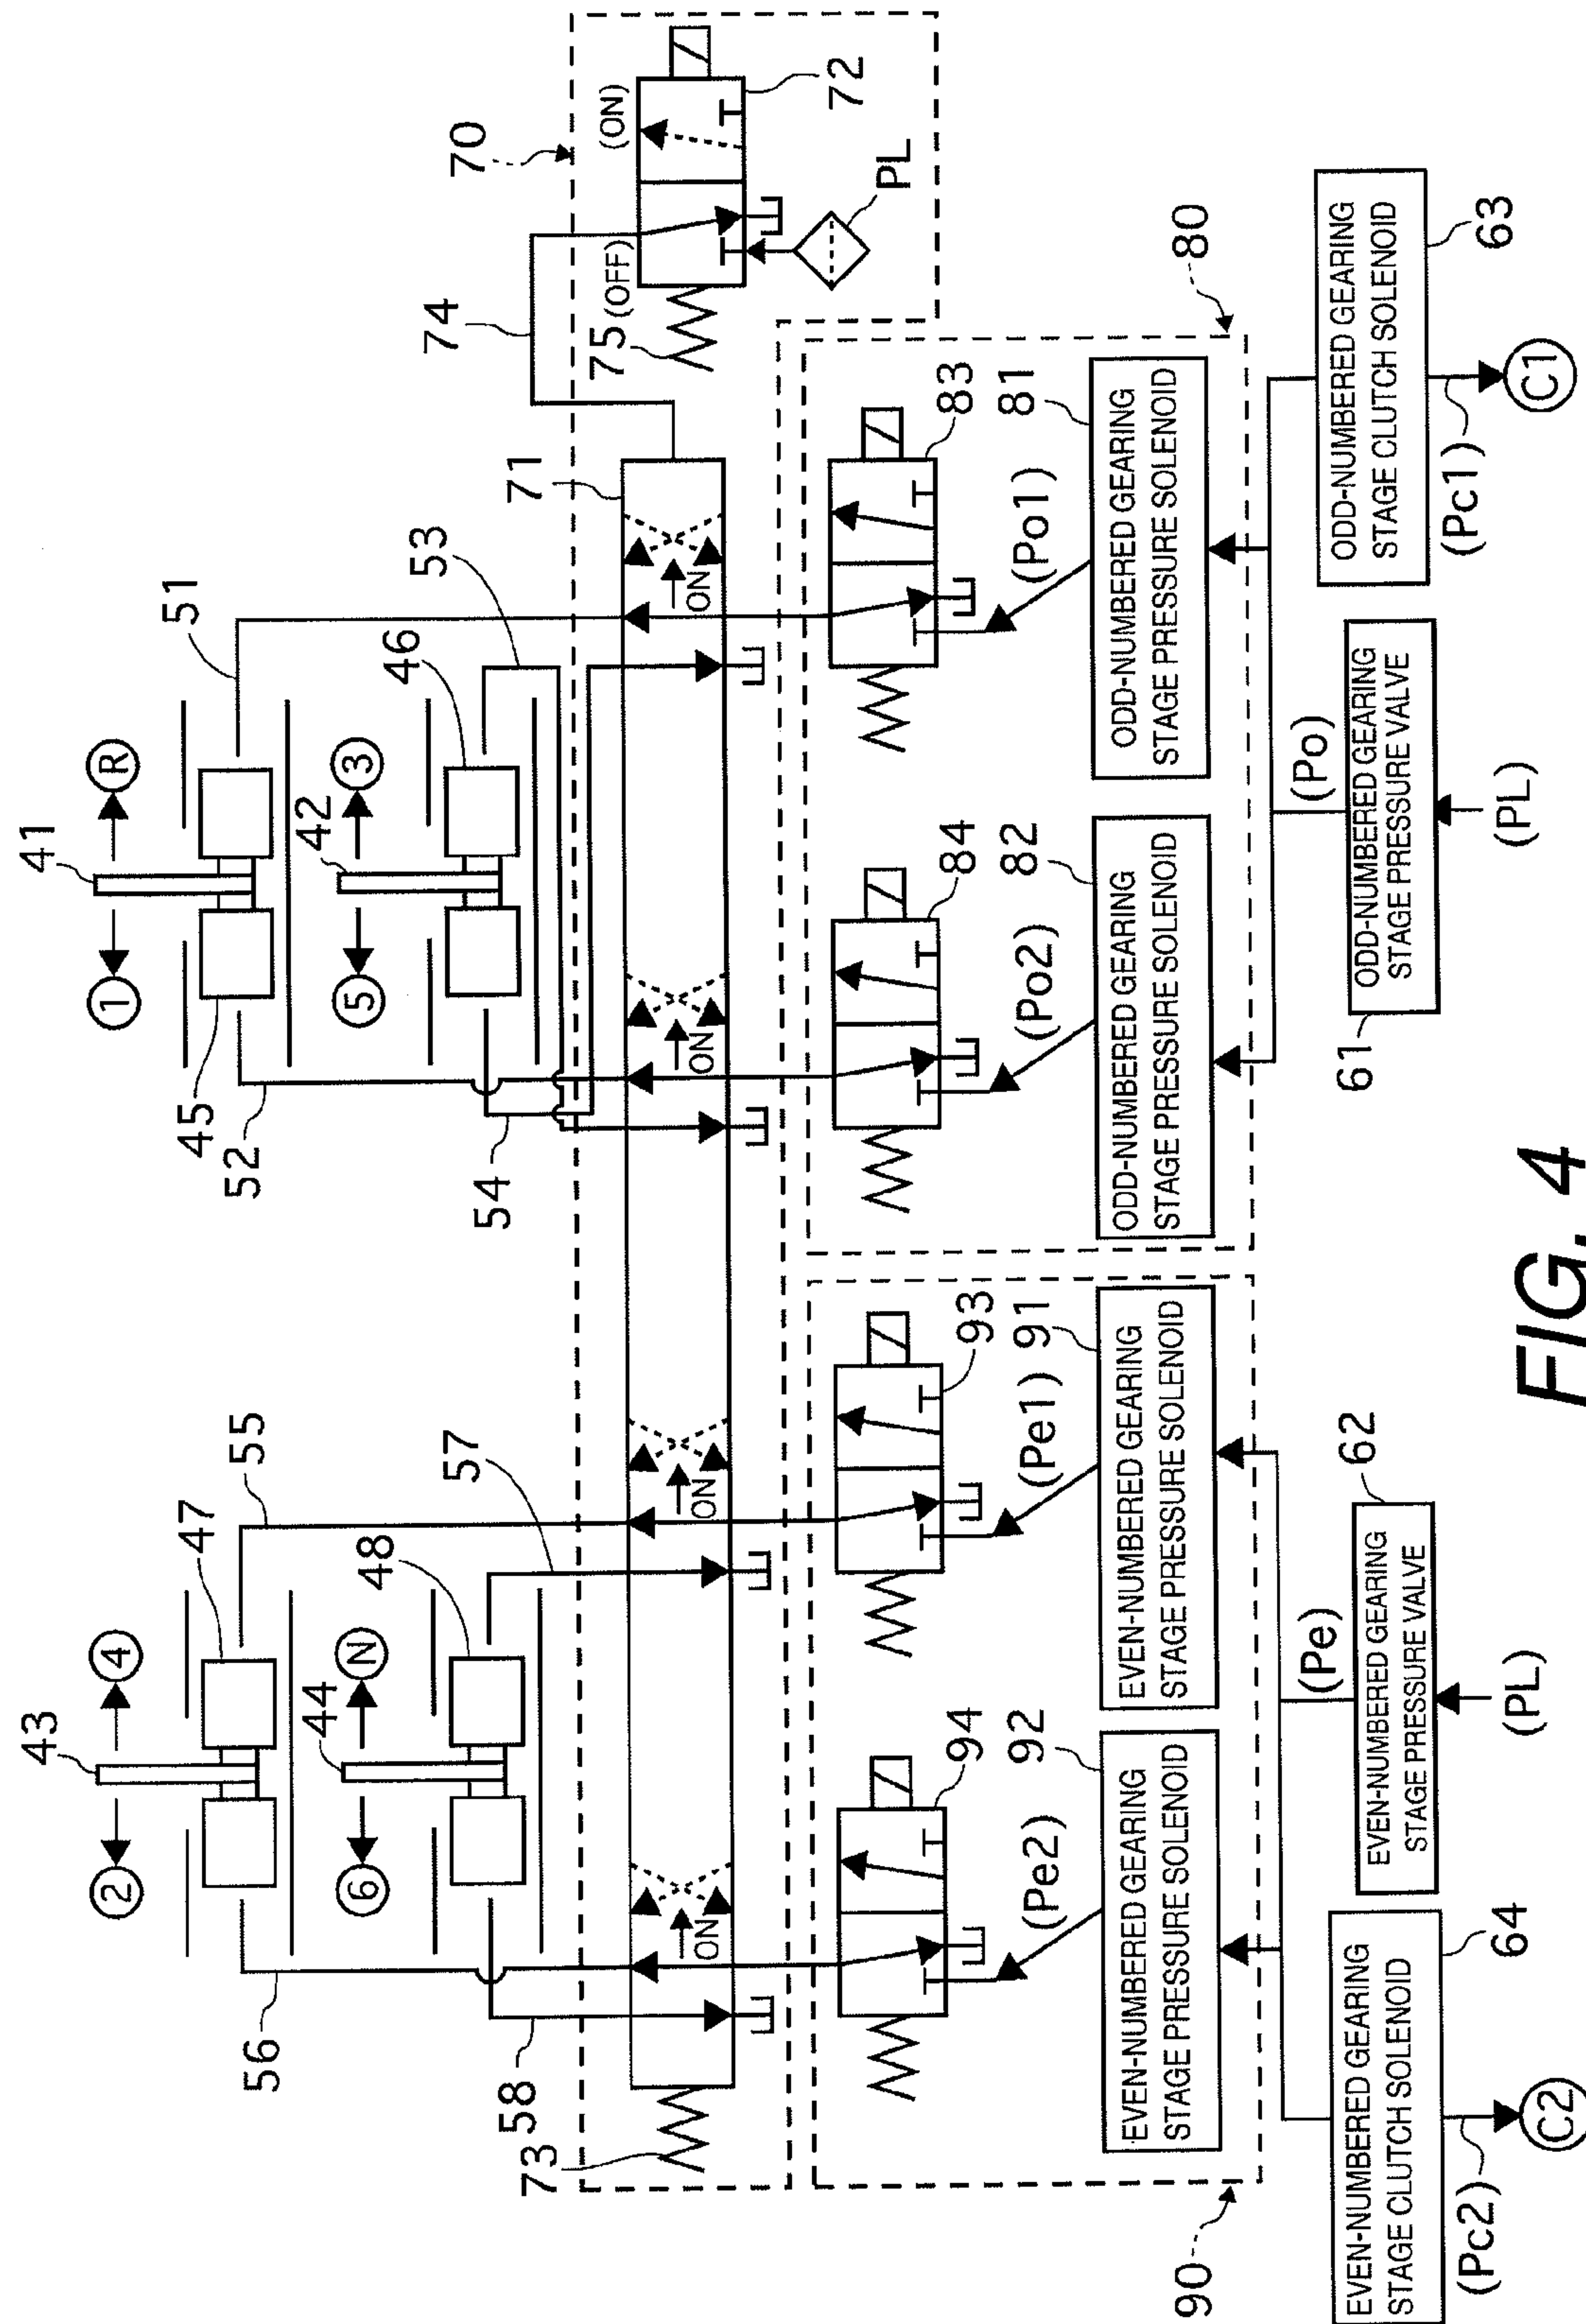 43
2
4
47
55
56
44
6
N
48
57
58
73
41
1
R
45
51
52
42
5
3
46
53
54
74
70
71
75
(OFF)
(ON)
72
PL
ON
ON
ON
ON
94
93
84
83
(Pe2)
92
(Pe1)
91
(Po2)
82
(Po1)
81
80
90
EVEN-NUMBERED GEARING
STAGE PRESSURE SOLENOID
EVEN-NUMBERED GEARING
STAGE PRESSURE SOLENOID
ODD-NUMBERED GEARING
STAGE PRESSURE SOLENOID
ODD-NUMBERED GEARING
STAGE PRESSURE SOLENOID
(Pe)
(Po)
EVEN-NUMBERED GEARING
STAGE CLUTCH SOLENOID
64
EVEN-NUMBERED GEARING
STAGE PRESSURE VALVE
62
61
ODD-NUMBERED GEARING
STAGE PRESSURE VALVE
ODD-NUMBERED GEARING
STAGE CLUTCH SOLENOID
63
(Pc2)
C2
(PL)
(PL)
(Pc1)
C1
FIG. 4